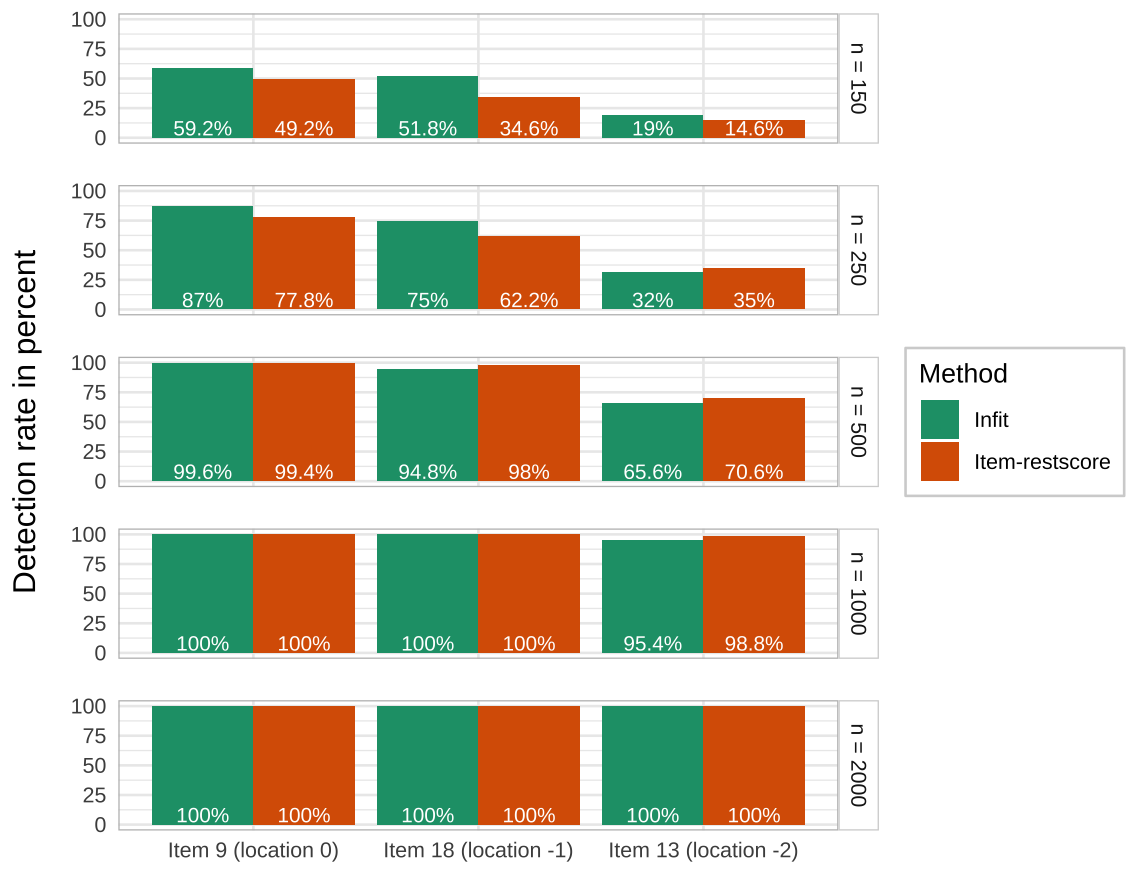 Detection rate in percent
100
75
50
25
0
59.2% 49.2% 51.8% 34.6% 19% 14.6%
n = 150
100
75
50
25
0
87% 77.8% 75% 62.2% 32% 35%
n = 250
100
75
50
25
0
99.6% 99.4% 94.8% 98% 65.6% 70.6%
n = 500
100
75
50
25
0
100% 100% 100% 100% 95.4% 98.8%
n = 1000
100
75
50
25
0
100% 100% 100% 100% 100% 100%
n = 2000
Item 9 (location 0) Item 18 (location -1) Item 13 (location -2)
Method
Infit
Item-restscore